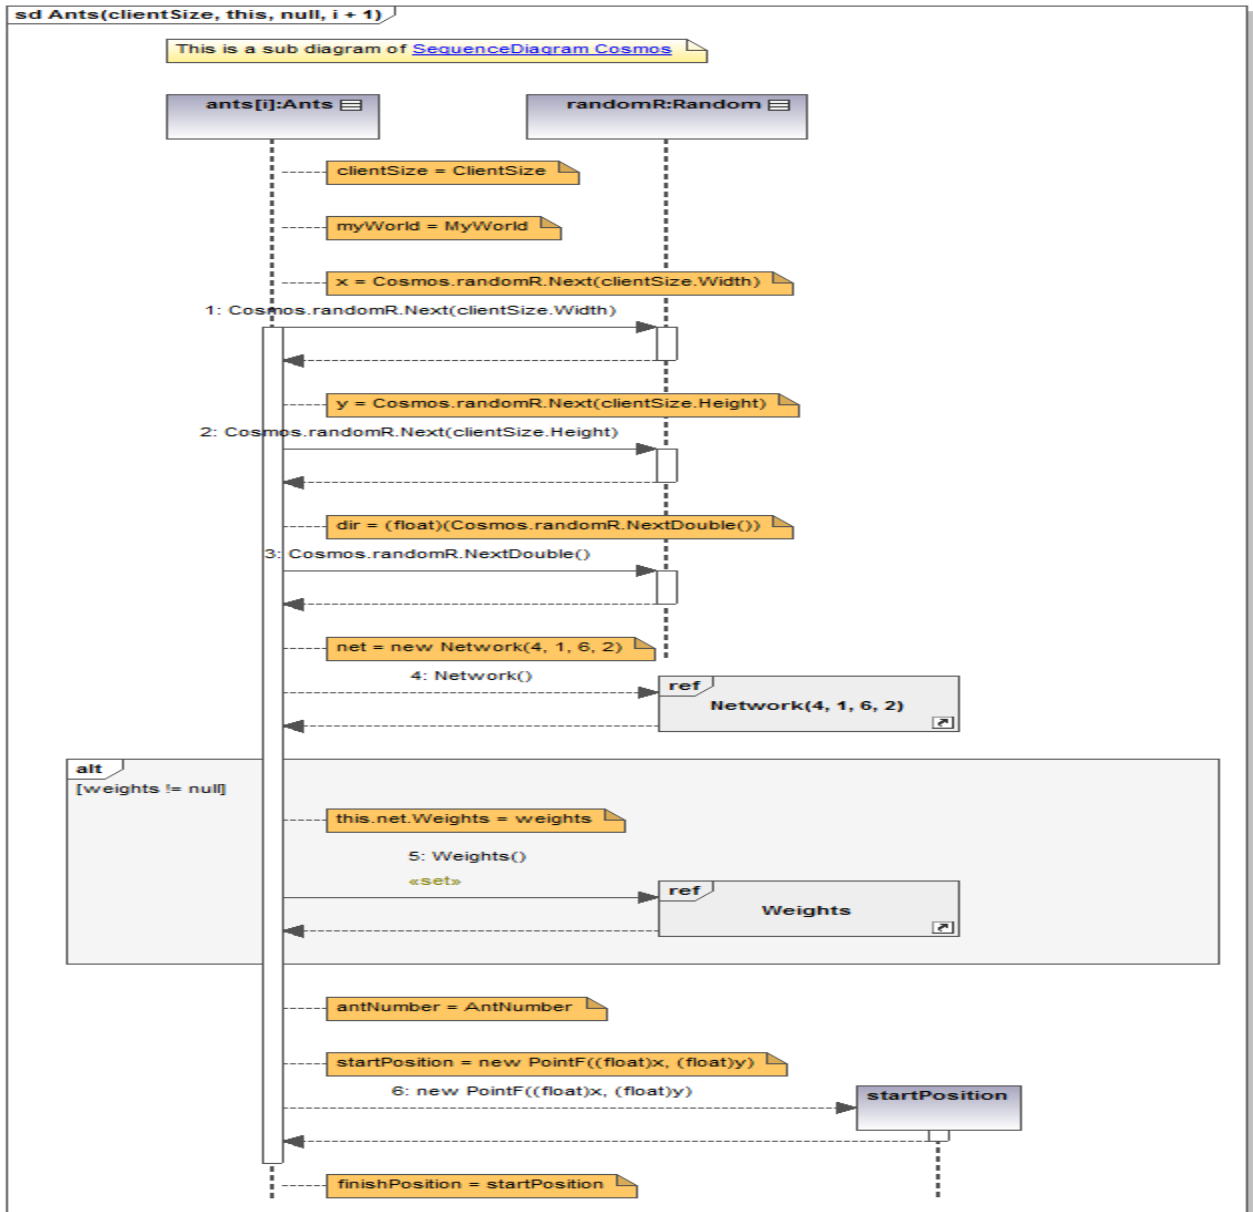 sd Ants(clientSize, this, null, i + 1)
This is a sub diagram of SequenceDiagram Cosmos
ants[i]:Ants
randomR:Random
clientSize = ClientSize
myWorld = MyWorld
x = Cosmos.randomR.Next(clientSize.Width)
1: Cosmos.randomR.Next(clientSize.Width)
y = Cosmos.randomR.Next(clientSize.Height)
2: Cosmos.randomR.Next(clientSize.Height)
dir = (float)(Cosmos.randomR.NextDouble())
3: Cosmos.randomR.NextDouble()
net = new Network(4, 1, 6, 2)
4: Network()
ref
Network(4, 1, 6, 2)
alt
[weights != null]
this.net.Weights = weights
5: Weights()
«set»
ref
Weights
antNumber = AntNumber
startPosition = new PointF((float)x, (float)y)
6: new PointF((float)x, (float)y)
startPosition
finishPosition = startPosition